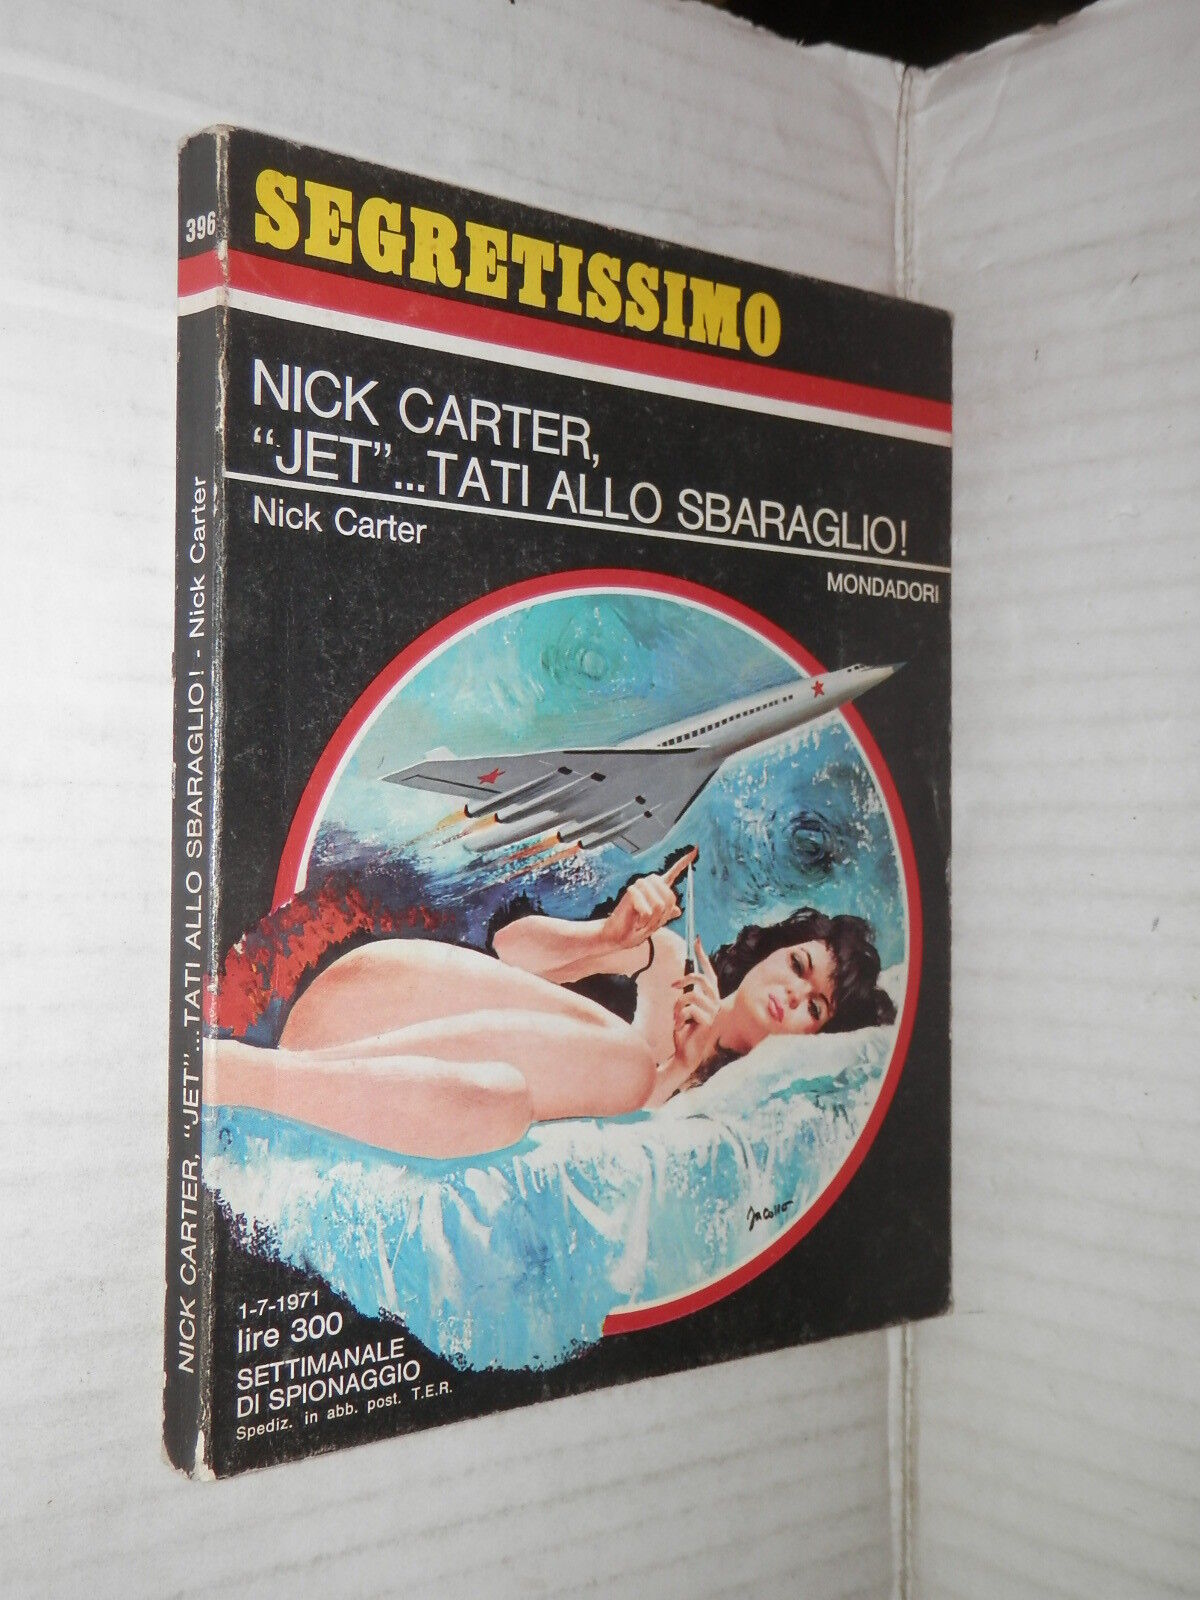 396
SEGRETISSIMO
NICK CARTER,
“JET”...TATI ALLO SBARAGLIO!
Nick Carter
MONDADORI
Jacono
1-7-1971
lire 300
SETTIMANALE
DI SPIONAGGIO
Spediz. in abb. post. T.E.R.
NICK CARTER, “JET”...TATI ALLO SBARAGLIO! - Nick Carter